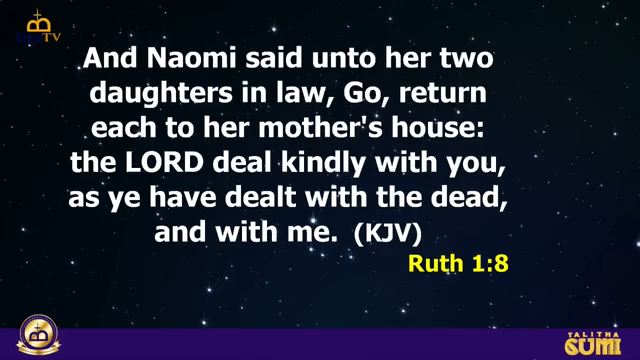 TV
And Naomi said unto her two
daughters in law, Go, return
each to her mother's house:
the LORD deal kindly with you,
as ye have dealt with the dead,
and with me. (KJV)
Ruth 1:8
TALITHA
CUMI